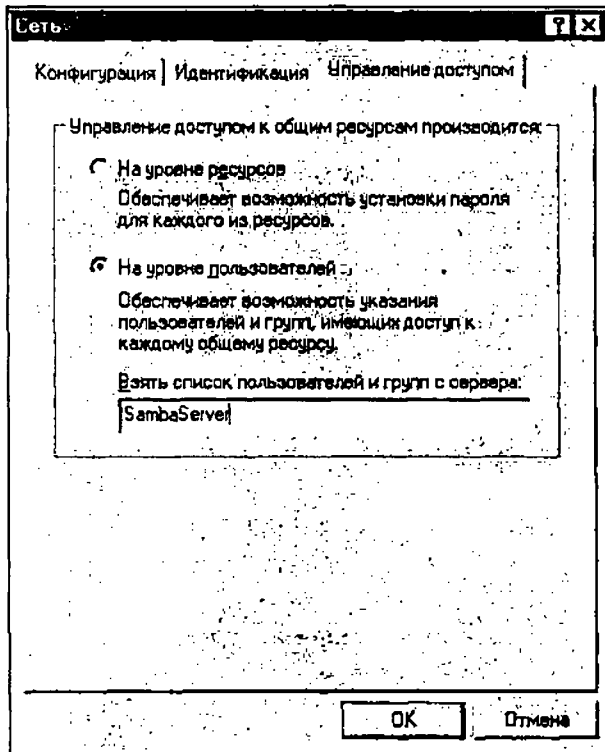 Сеть
Конфигурация Идентификация Управление доступом
Управление доступом к общим ресурсам производится:
На уровне ресурсов
Обеспечивает возможность установки пароля
для каждого из ресурсов.
На уровне пользователей
Обеспечивает возможность указания
пользователей и групп, имеющих доступ к
каждому общему ресурсу.
Взять список пользователей и групп с сервера:
SambaServer
OK Отмена